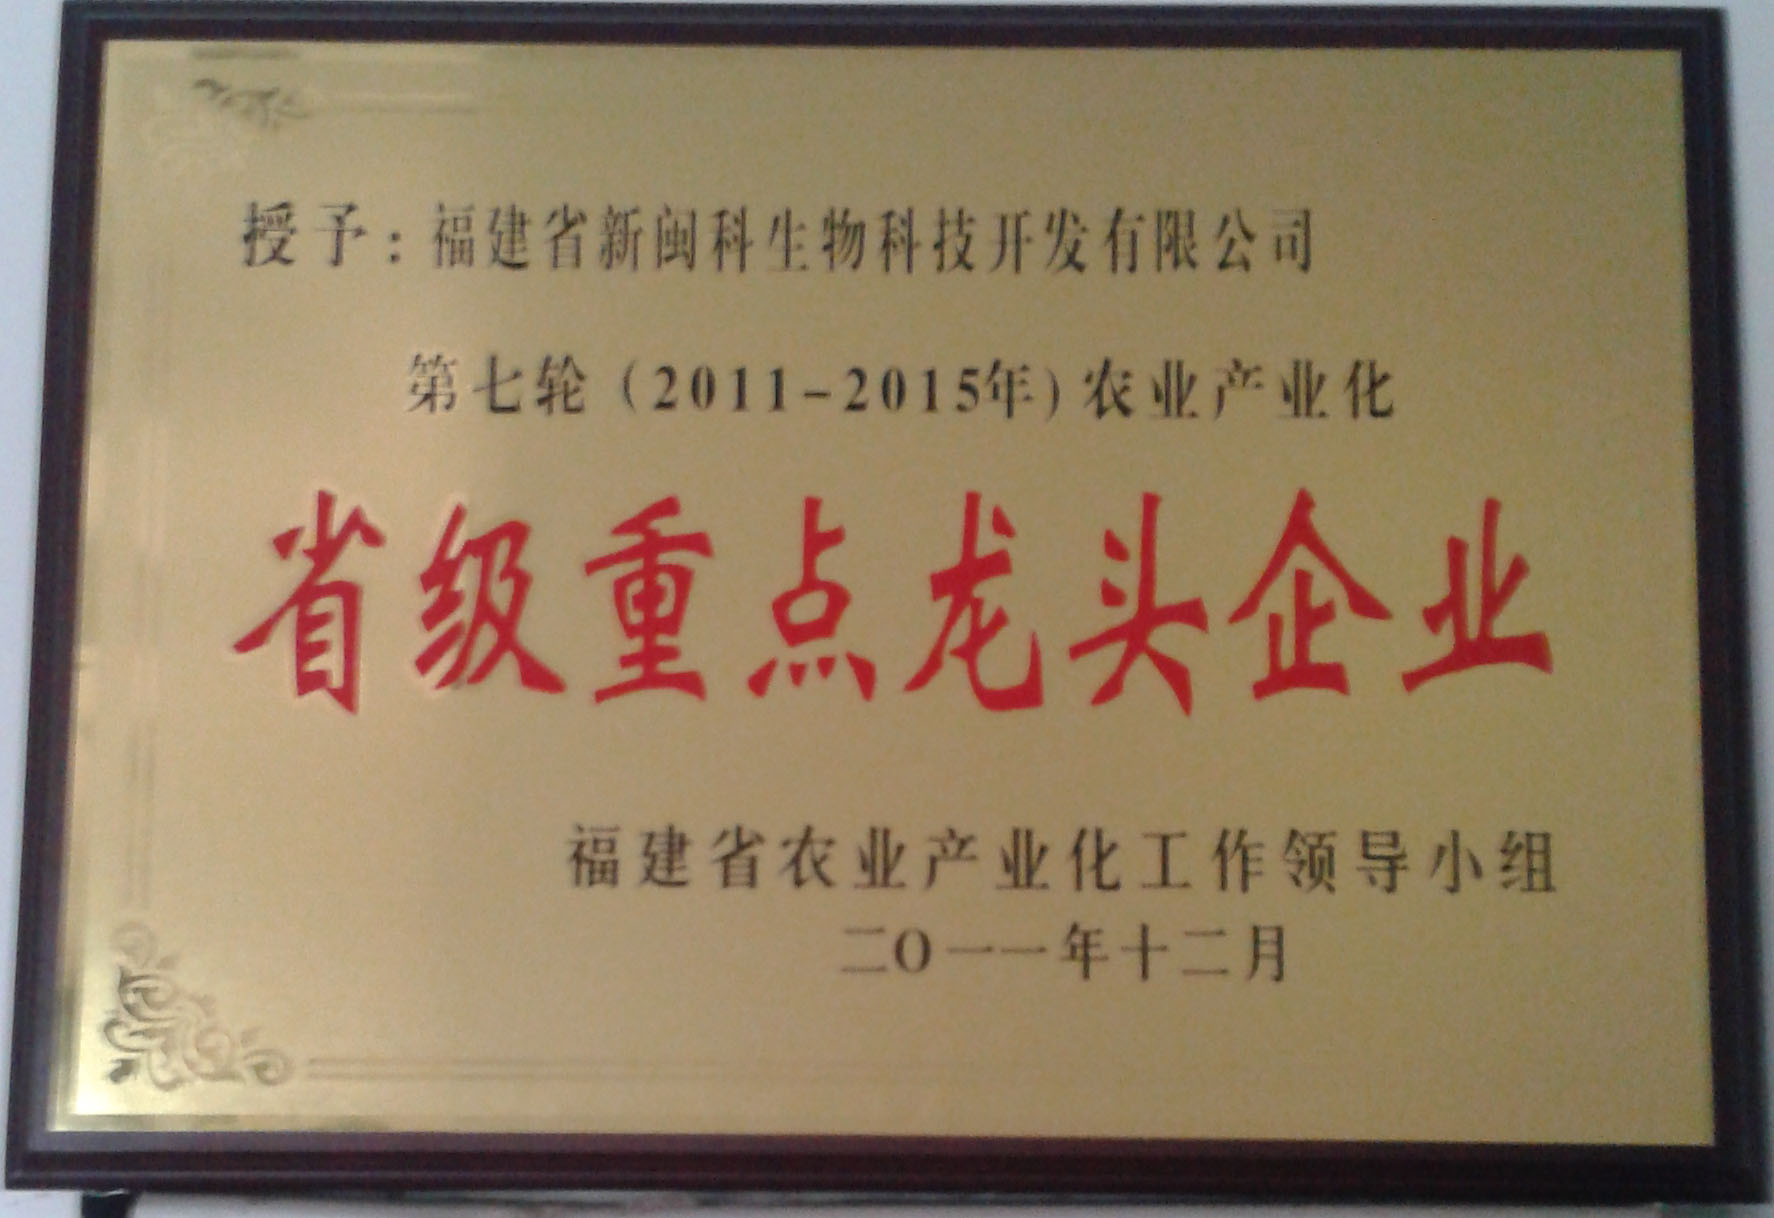 授予：福建省新闽科生物科技开发有限公司
第七轮（2011-2015年）农业产业化
省级重点龙头企业
福建省农业产业化工作领导小组
二O一一年十二月